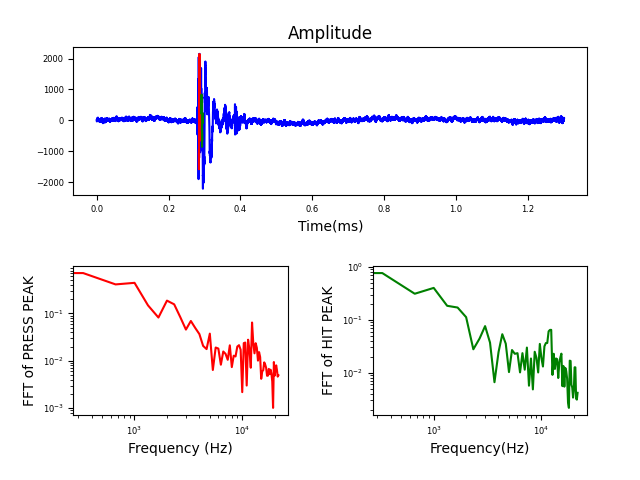 Amplitude
2000
1000
0
−1000
−2000
0.0 0.2 0.4 0.6 0.8 1.0 1.2
Time(ms)
FFT of PRESS PEAK
10⁻¹
10⁻²
10⁻³
10³ 10⁴
Frequency (Hz)
FFT of HIT PEAK
10⁰
10⁻¹
10⁻²
10³ 10⁴
Frequency(Hz)